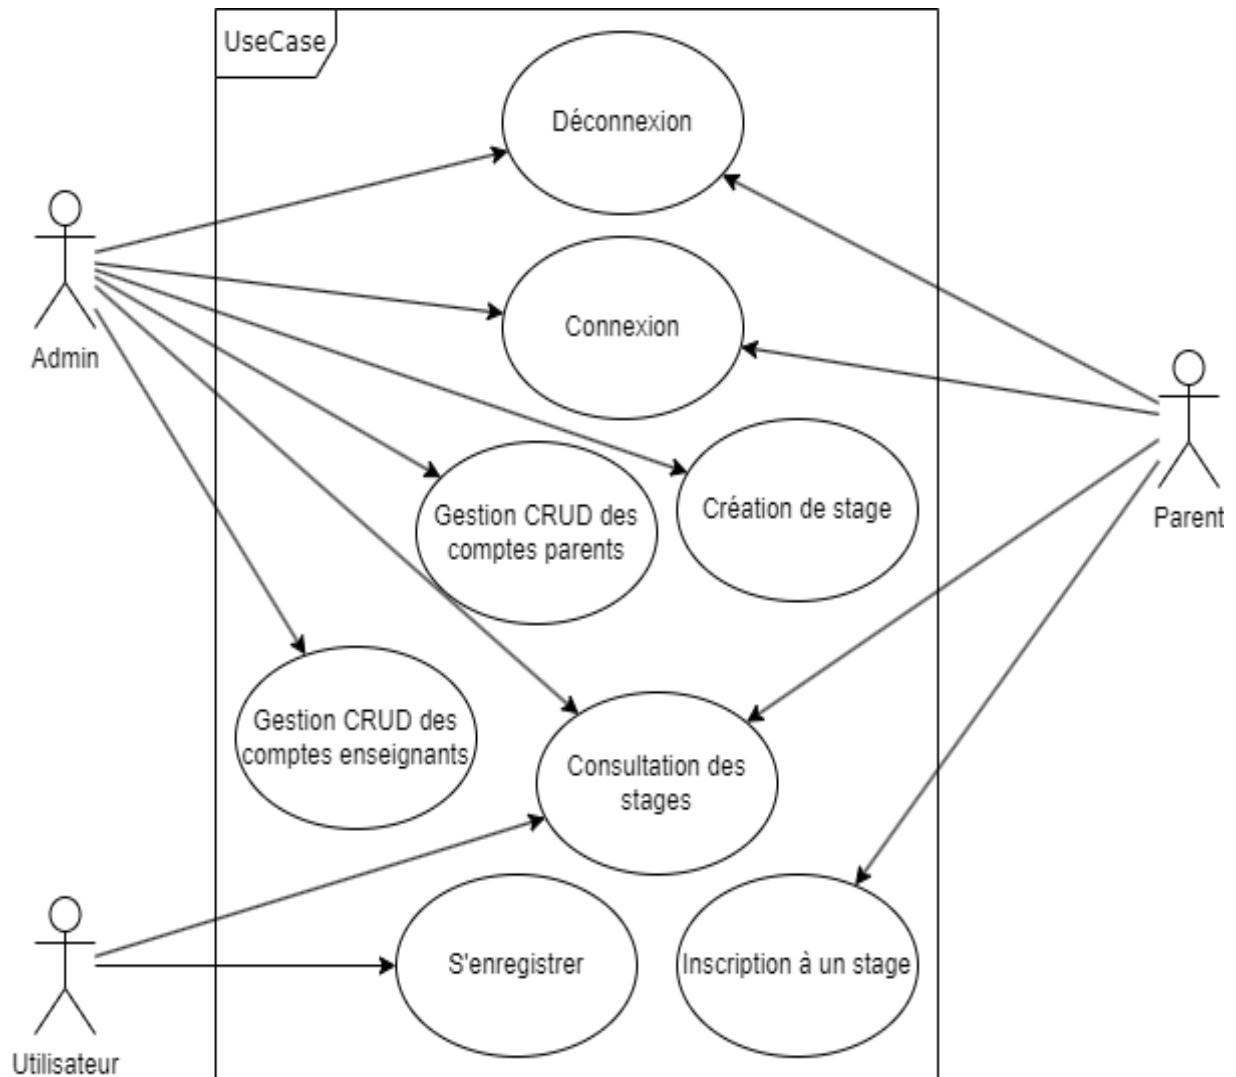 UseCase
Déconnexion
Connexion
Admin
Gestion CRUD des
comptes parents
Création de stage
Parent
Gestion CRUD des
comptes enseignants
Consultation des
stages
S'enregistrer
Inscription à un stage
Utilisateur